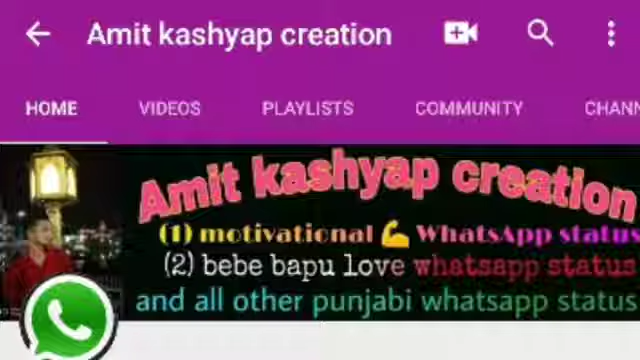 Amit kashyap creation
HOME VIDEOS PLAYLISTS COMMUNITY CHANN
Amit kashyap creation
(1) motivational 💪 WhatsApp status
(2) bebe bapu love whatsapp status
and all other punjabi whatsapp status